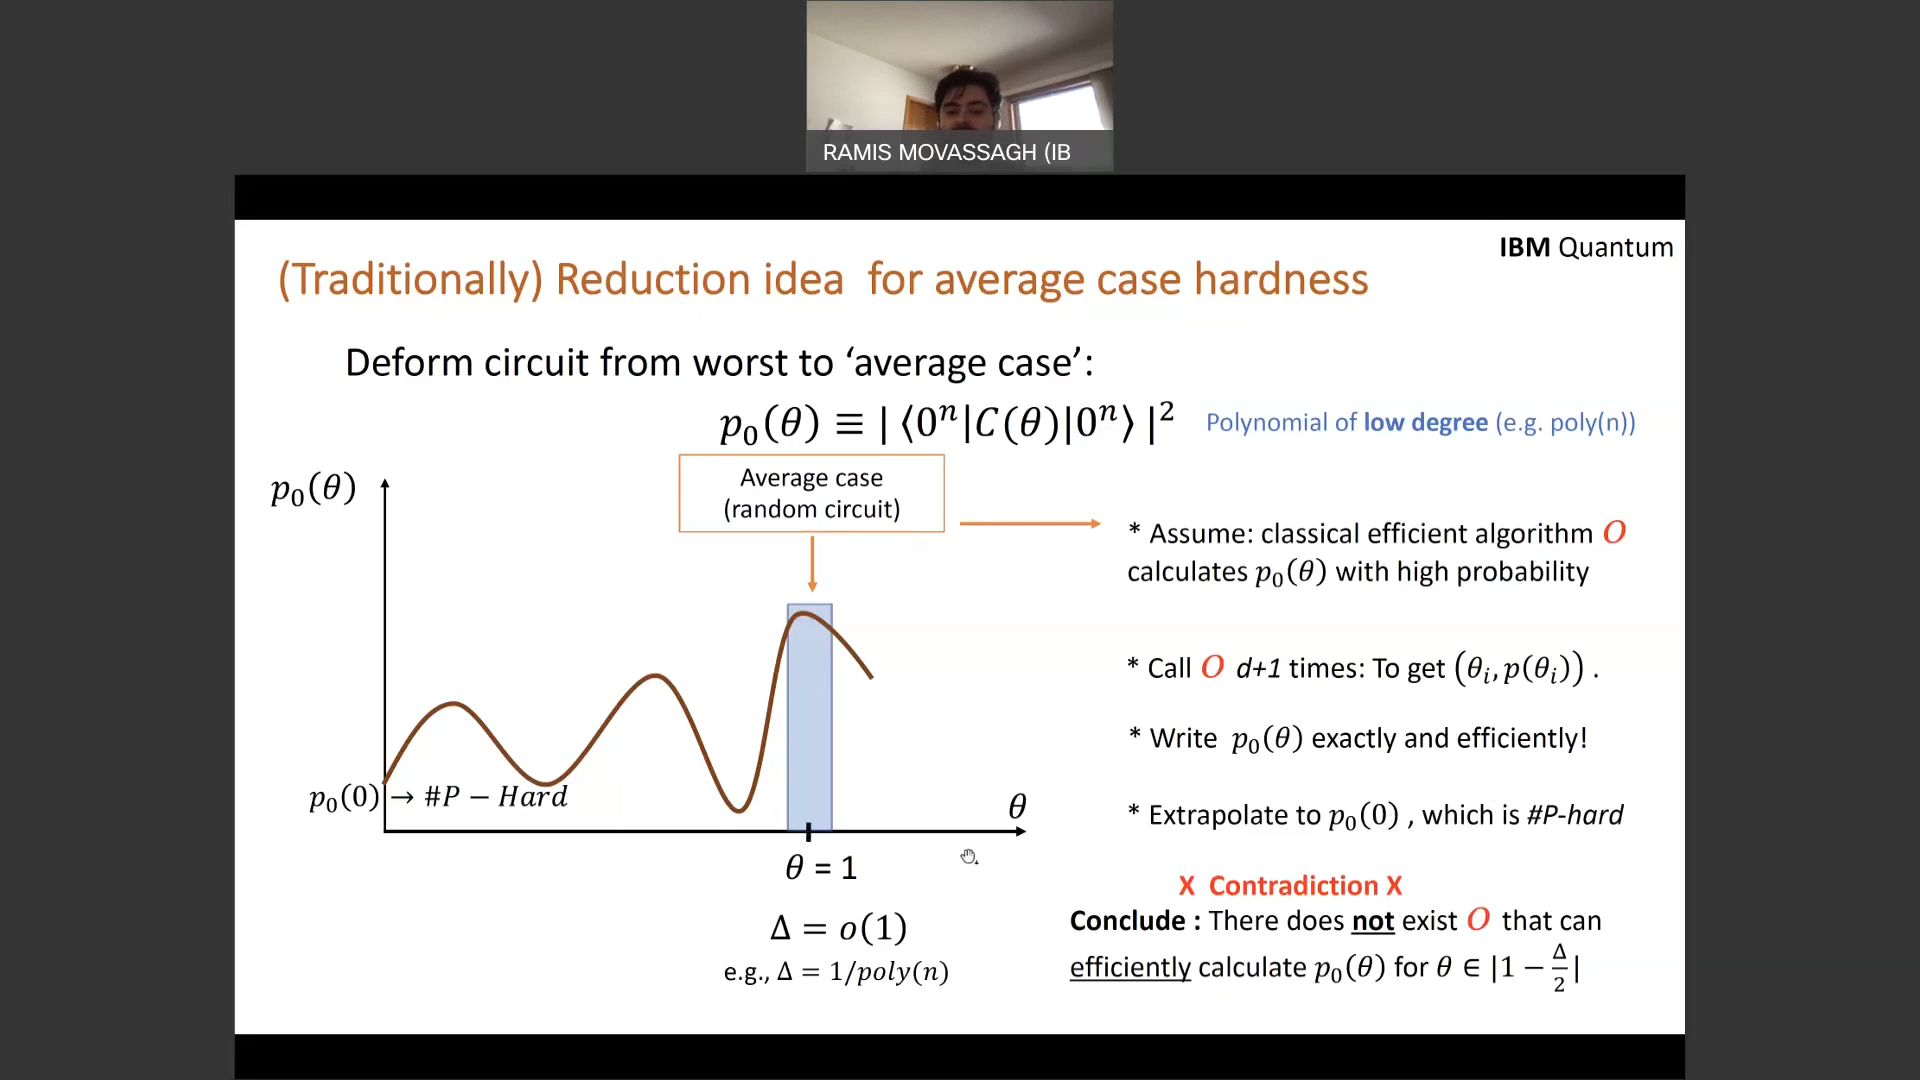 RAMIS MOVASSAGH (IB
IBM Quantum
(Traditionally) Reduction idea for average case hardness
Deform circuit from worst to ‘average case’:
p₀(θ) ≡ | ⟨0ⁿ|C(θ)|0ⁿ⟩ |²
Polynomial of low degree (e.g. poly(n))
Average case
(random circuit)
p₀(θ)
p₀(0) → #P − Hard
θ
θ = 1
Δ = o(1)
e.g., Δ = 1/poly(n)
* Assume: classical efficient algorithm O
calculates p₀(θ) with high probability
* Call O d+1 times: To get (θᵢ, p(θᵢ)) .
* Write p₀(θ) exactly and efficiently!
* Extrapolate to p₀(0) , which is #P-hard
X Contradiction X
Conclude : There does not exist O that can
efficiently calculate p₀(θ) for θ ∈ |1 − Δ/2|